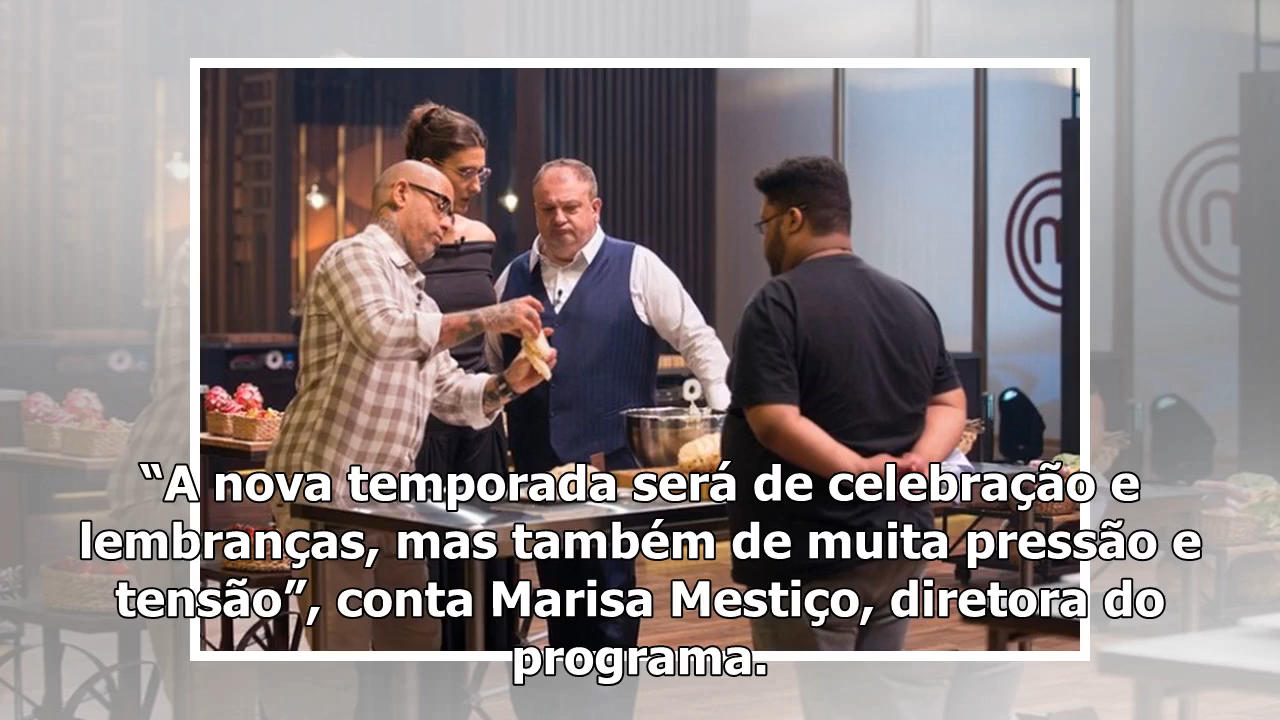 “A nova temporada será de celebração e
lembranças, mas também de muita pressão e
tensão”, conta Marisa Mestiço, diretora do
programa.